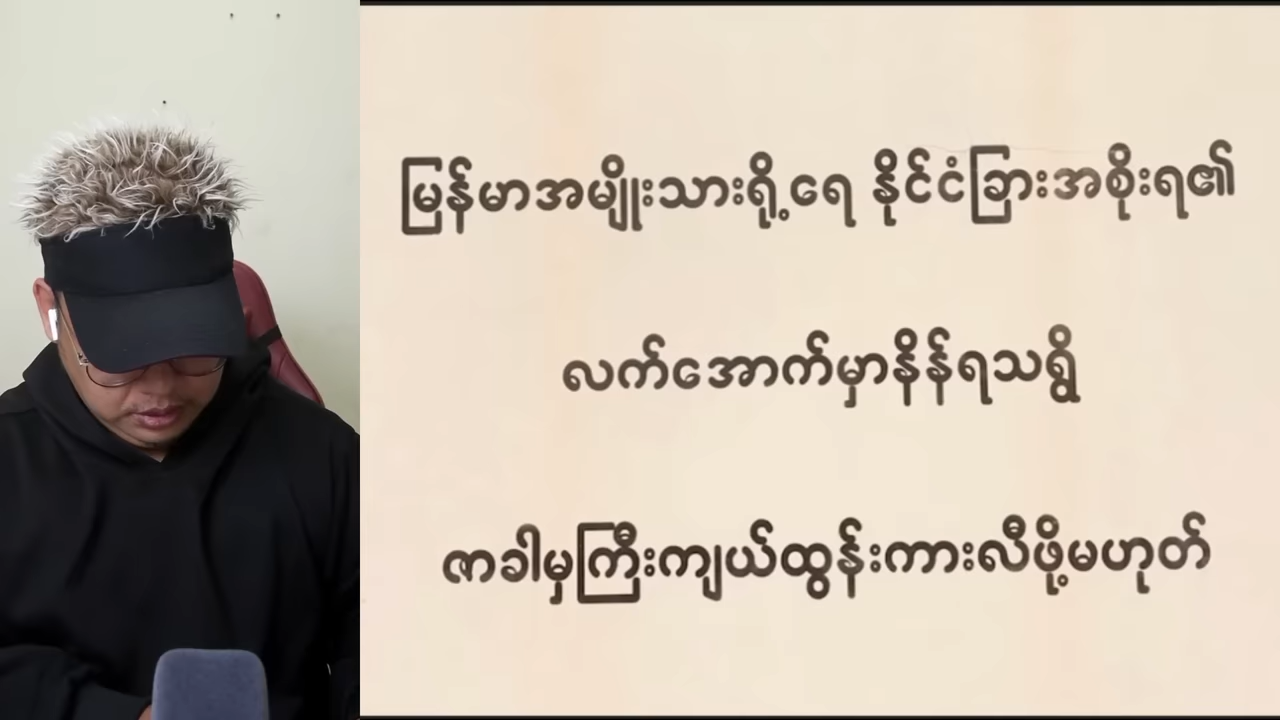 မြန်မာအမျိုးသားရို့ရေ နိုင်ငံခြားအစိုးရ၏
လက်အောက်မှာနိန်ရသရွိ
ဇာခါမှကြီးကျယ်ထွန်းကားလီဖို့မဟုတ်